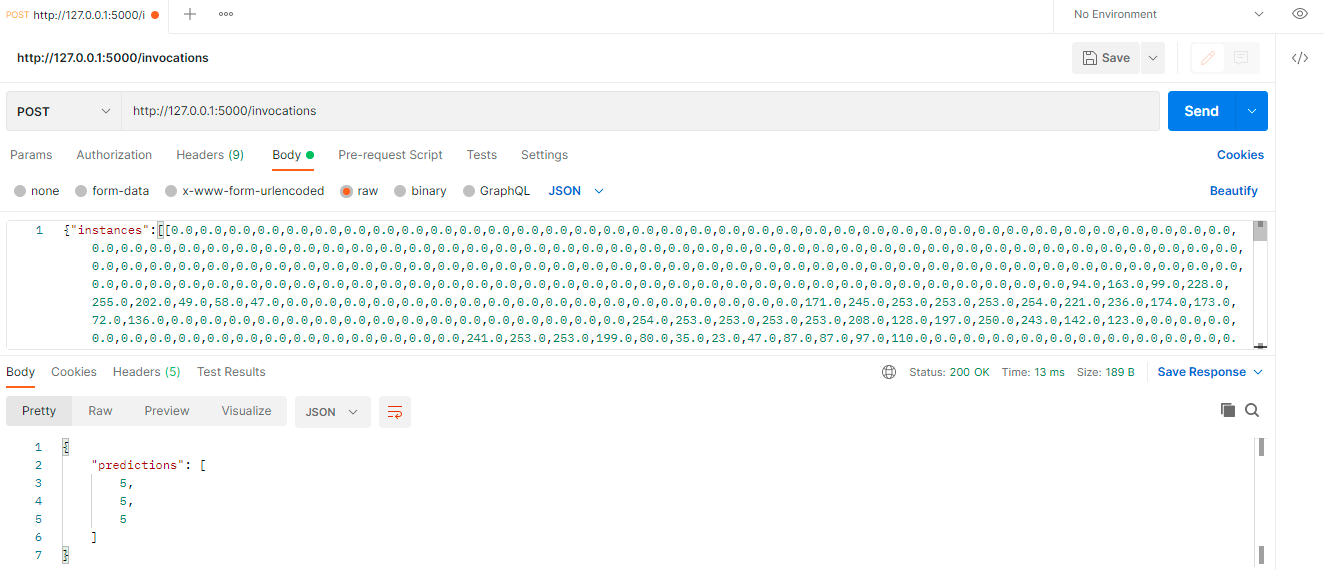 POST http://127.0.0.1:5000/i
No Environment
http://127.0.0.1:5000/invocations
Save
POST http://127.0.0.1:5000/invocations
Send
Params Authorization Headers (9) Body Pre-request Script Tests Settings Cookies
none form-data x-www-form-urlencoded raw binary GraphQL JSON Beautify
1 {"instances":[[0.0,0.0,0.0,0.0,0.0,0.0,0.0,0.0,0.0,0.0,0.0,0.0,0.0,0.0,0.0,0.0,0.0,0.0,0.0,0.0,0.0,0.0,0.0,0.0,0.0,0.0,0.0,0.0,0.0,0.0,0.0,0.0,0.0,0.0,0.0,0.0,0.0,
0.0,0.0,0.0,0.0,0.0,0.0,0.0,0.0,0.0,0.0,0.0,0.0,0.0,0.0,0.0,0.0,0.0,0.0,0.0,0.0,0.0,0.0,0.0,0.0,0.0,0.0,0.0,0.0,0.0,0.0,0.0,0.0,0.0,0.0,0.0,0.0,0.0,0.0,0.0,0.0,
0.0,0.0,0.0,0.0,0.0,0.0,0.0,0.0,0.0,0.0,0.0,0.0,0.0,0.0,0.0,0.0,0.0,0.0,0.0,0.0,0.0,0.0,0.0,0.0,0.0,0.0,0.0,0.0,0.0,0.0,0.0,0.0,0.0,0.0,0.0,0.0,0.0,0.0,0.0,0.0,
0.0,0.0,0.0,0.0,0.0,0.0,0.0,0.0,0.0,0.0,0.0,0.0,0.0,0.0,0.0,0.0,0.0,0.0,0.0,0.0,0.0,0.0,0.0,0.0,0.0,0.0,0.0,0.0,0.0,0.0,0.0,0.0,0.0,0.0,94.0,163.0,99.0,228.0,
255.0,202.0,49.0,58.0,47.0,0.0,0.0,0.0,0.0,0.0,0.0,0.0,0.0,0.0,0.0,0.0,0.0,0.0,0.0,0.0,0.0,0.0,0.0,171.0,245.0,253.0,253.0,253.0,254.0,221.0,236.0,174.0,173.0,
72.0,136.0,0.0,0.0,0.0,0.0,0.0,0.0,0.0,0.0,0.0,0.0,0.0,0.0,0.0,0.0,0.0,0.0,254.0,253.0,253.0,253.0,253.0,208.0,128.0,197.0,250.0,243.0,142.0,123.0,0.0,0.0,0.0,
0.0,0.0,0.0,0.0,0.0,0.0,0.0,0.0,0.0,0.0,0.0,0.0,0.0,241.0,253.0,253.0,199.0,80.0,35.0,23.0,47.0,87.0,87.0,97.0,110.0,0.0,0.0,0.0,0.0,0.0,0.0,0.0,0.0,0.0,0.
Body Cookies Headers (5) Test Results Status: 200 OK Time: 13 ms Size: 189 B Save Response
Pretty Raw Preview Visualize JSON
1 {
2 "predictions": [
3 5,
4 5,
5 5
6 ]
7 }